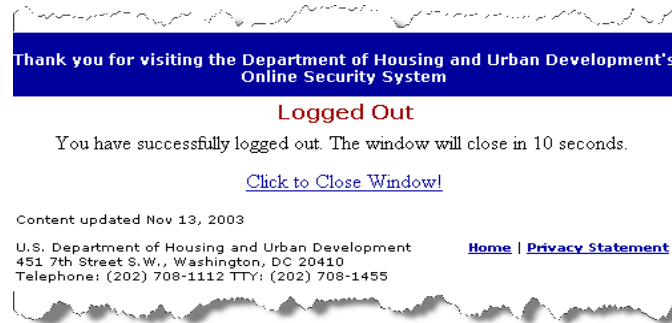 Thank you for visiting the Department of Housing and Urban Development's
Online Security System
Logged Out
You have successfully logged out. The window will close in 10 seconds.
Click to Close Window!
Content updated Nov 13, 2003
U.S. Department of Housing and Urban Development
Home | Privacy Statement
451 7th Street S.W., Washington, DC 20410
Telephone: (202) 708-1112 TTY: (202) 708-1455